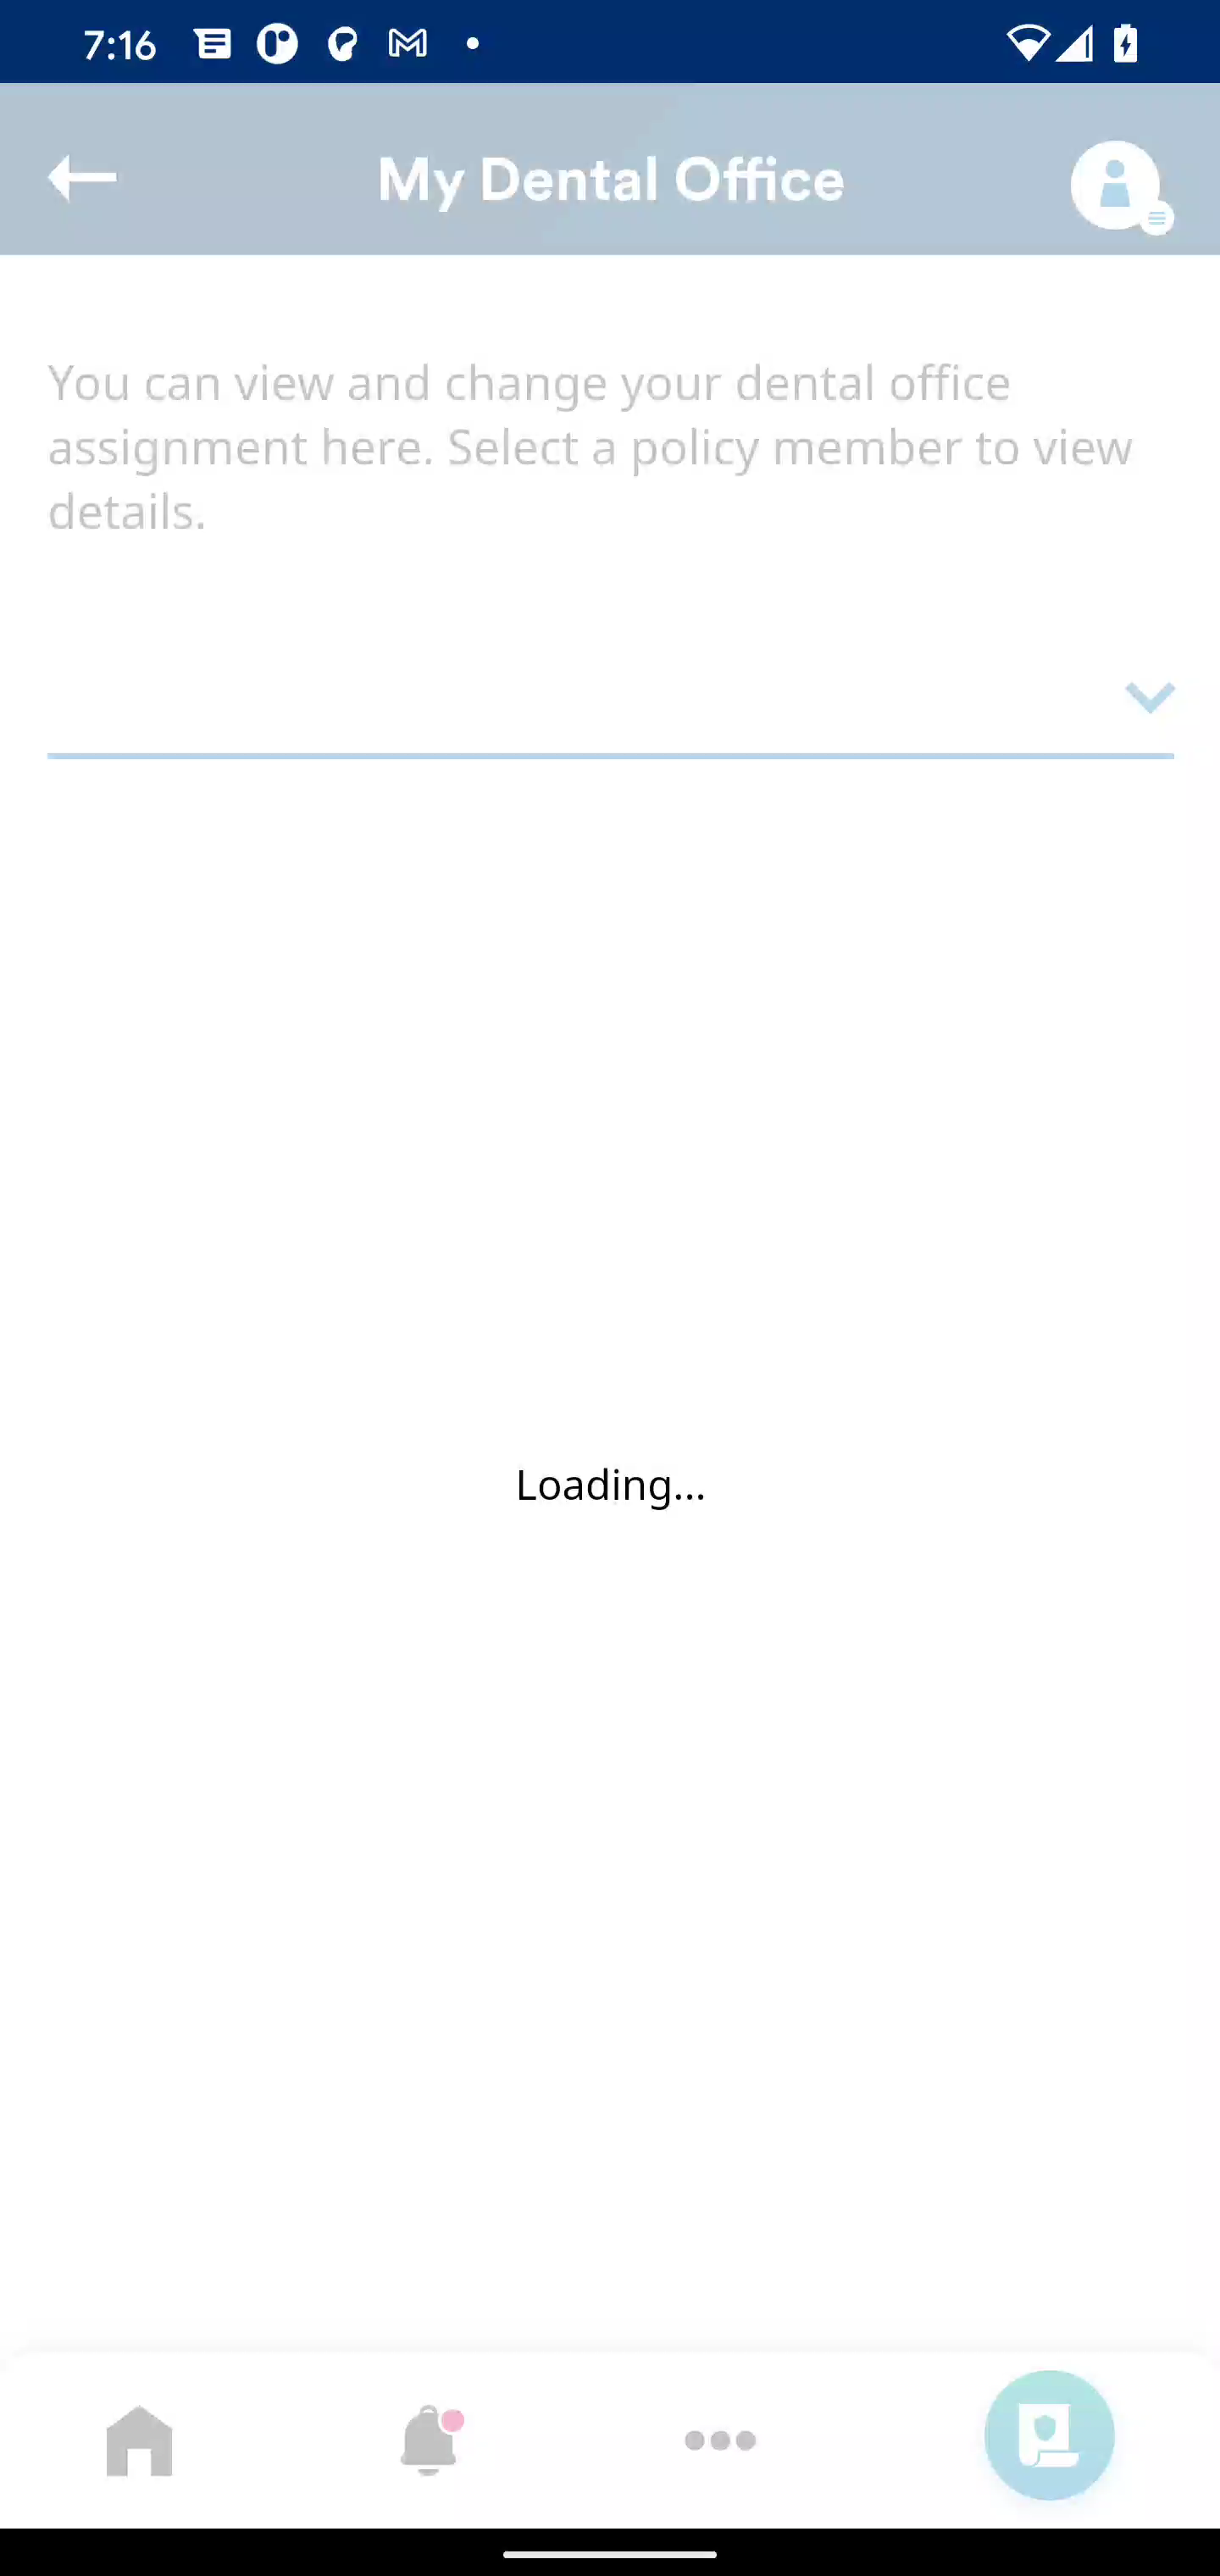 7:16
My Dental Office
You can view and change your dental office
assignment here. Select a policy member to view
details.
Loading...